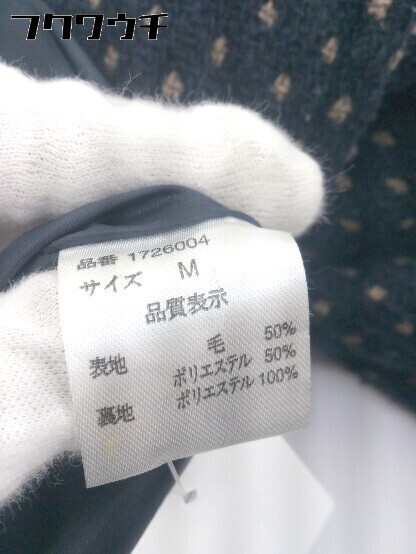 フクウウチ
品番 1726004
サイズ M
品質表示
表地 毛 50%
ポリエステル 50%
裏地 ポリエステル 100%